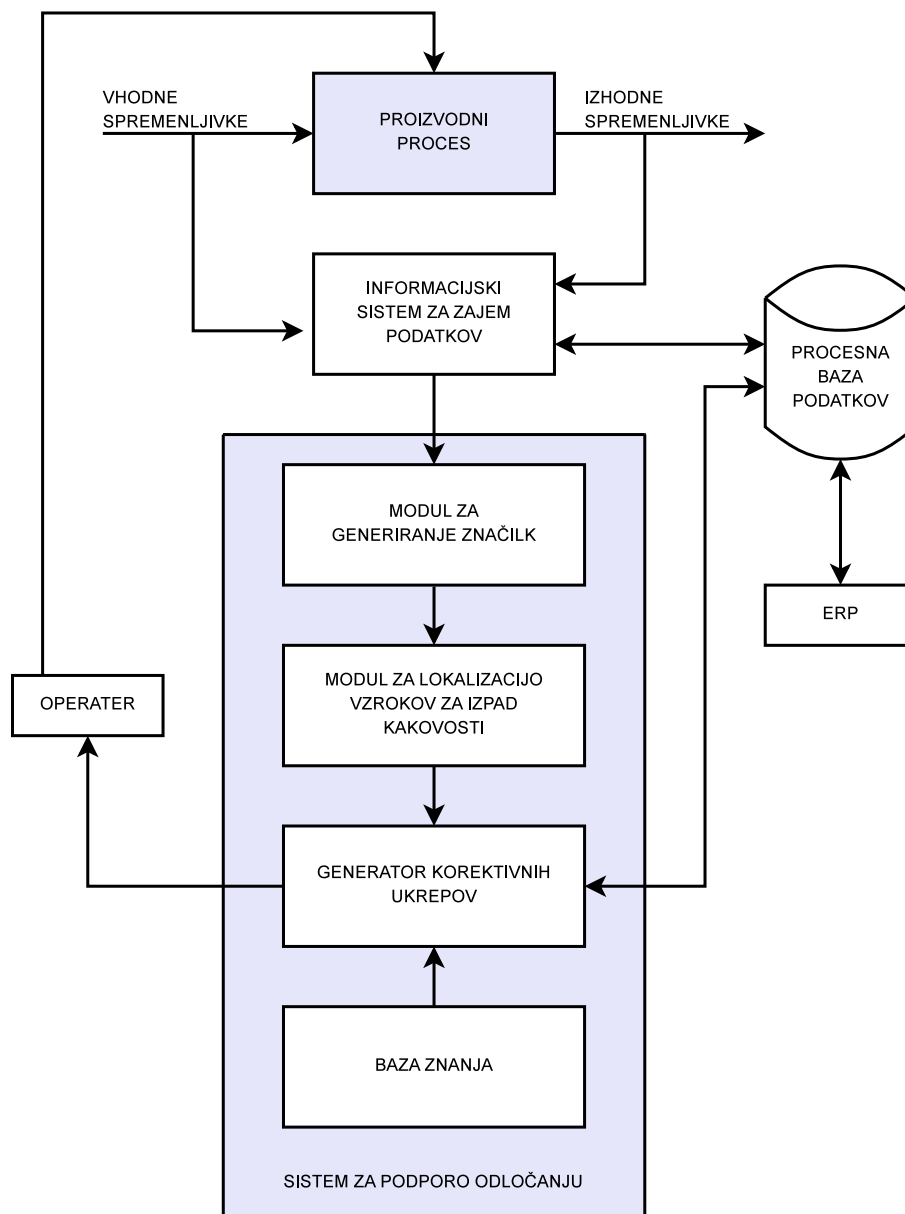 VHODNE
SPREMENLJIVKE
PROIZVODNI
PROCES
IZHODNE
SPREMENLJIVKE
INFORMACIJSKI
SISTEM ZA ZAJEM
PODATKOV
PROCESNA
BAZA
PODATKOV
MODUL ZA
GENERIRANJE ZNAČILK
ERP
OPERATER
MODUL ZA LOKALIZACIJO
VZROKOV ZA IZPAD
KAKOVOSTI
GENERATOR KOREKTIVNIH
UKREPOV
BAZA ZNANJA
SISTEM ZA PODPORO ODLOČANJU